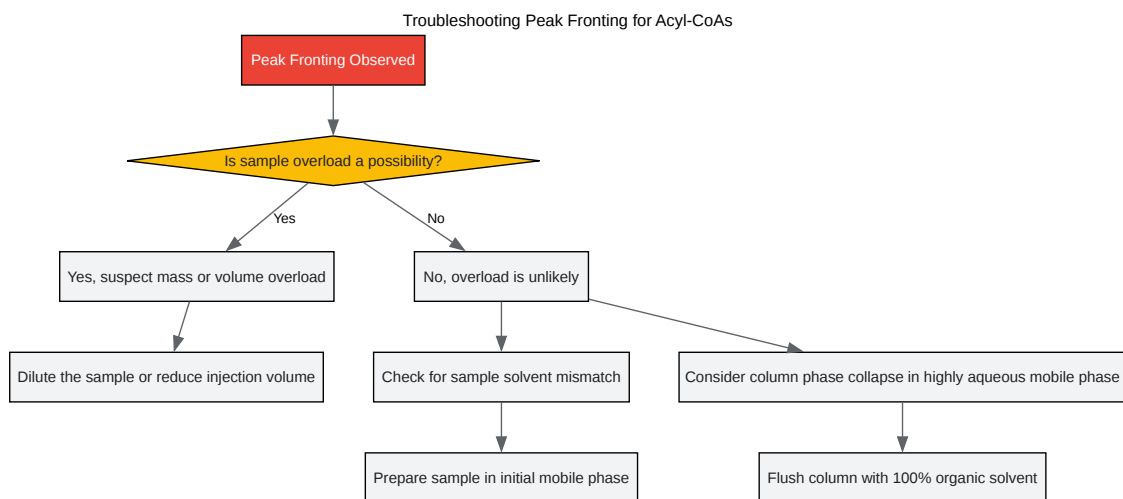 Troubleshooting Peak Fronting for Acyl-CoAs
Peak Fronting Observed
Is sample overload a possibility?
Yes
No
Yes, suspect mass or volume overload
No, overload is unlikely
Dilute the sample or reduce injection volume
Check for sample solvent mismatch
Consider column phase collapse in highly aqueous mobile phase
Prepare sample in initial mobile phase
Flush column with 100% organic solvent